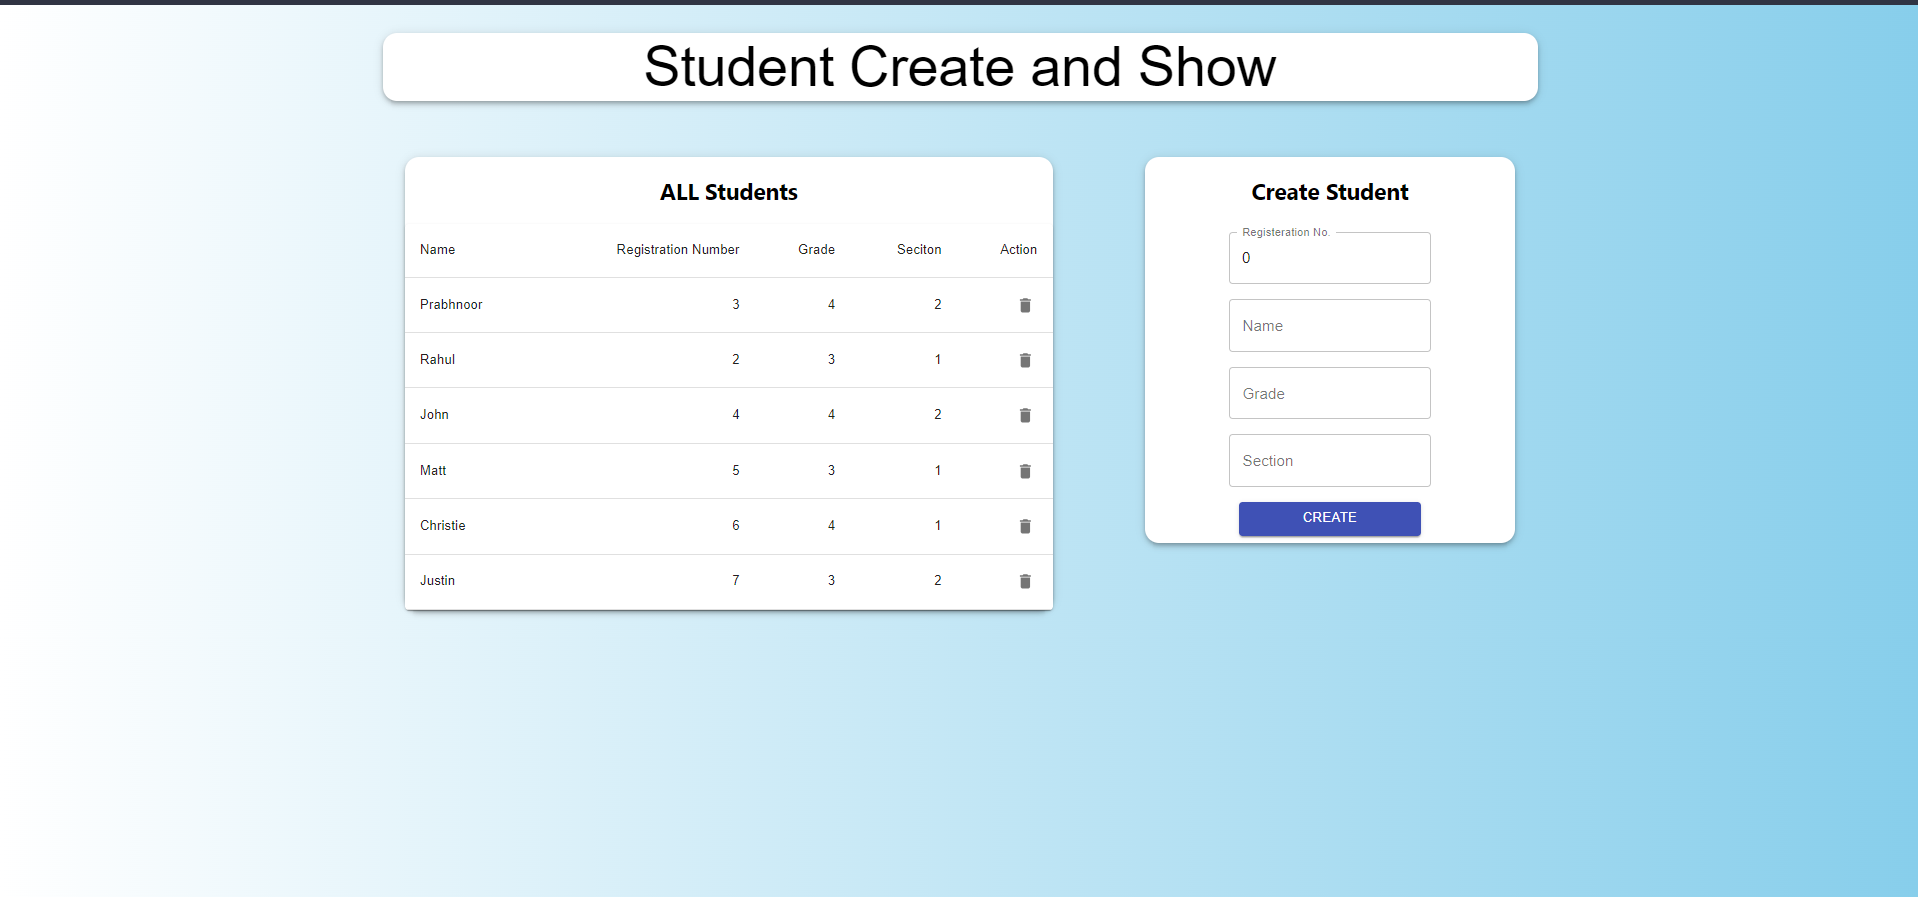 Student Create and Show
ALL Students
Name Registration Number Grade Seciton Action
Prabhnoor 3 4 2
Rahul 2 3 1
John 4 4 2
Matt 5 3 1
Christie 6 4 1
Justin 7 3 2
Create Student
Registeration No.
0
Name
Grade
Section
CREATE